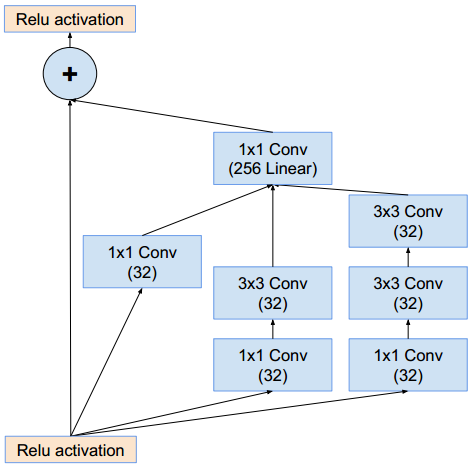 Relu activation
+
1x1 Conv
(256 Linear)
3x3 Conv
(32)
1x1 Conv
(32)
3x3 Conv
(32)
3x3 Conv
(32)
1x1 Conv
(32)
1x1 Conv
(32)
Relu activation